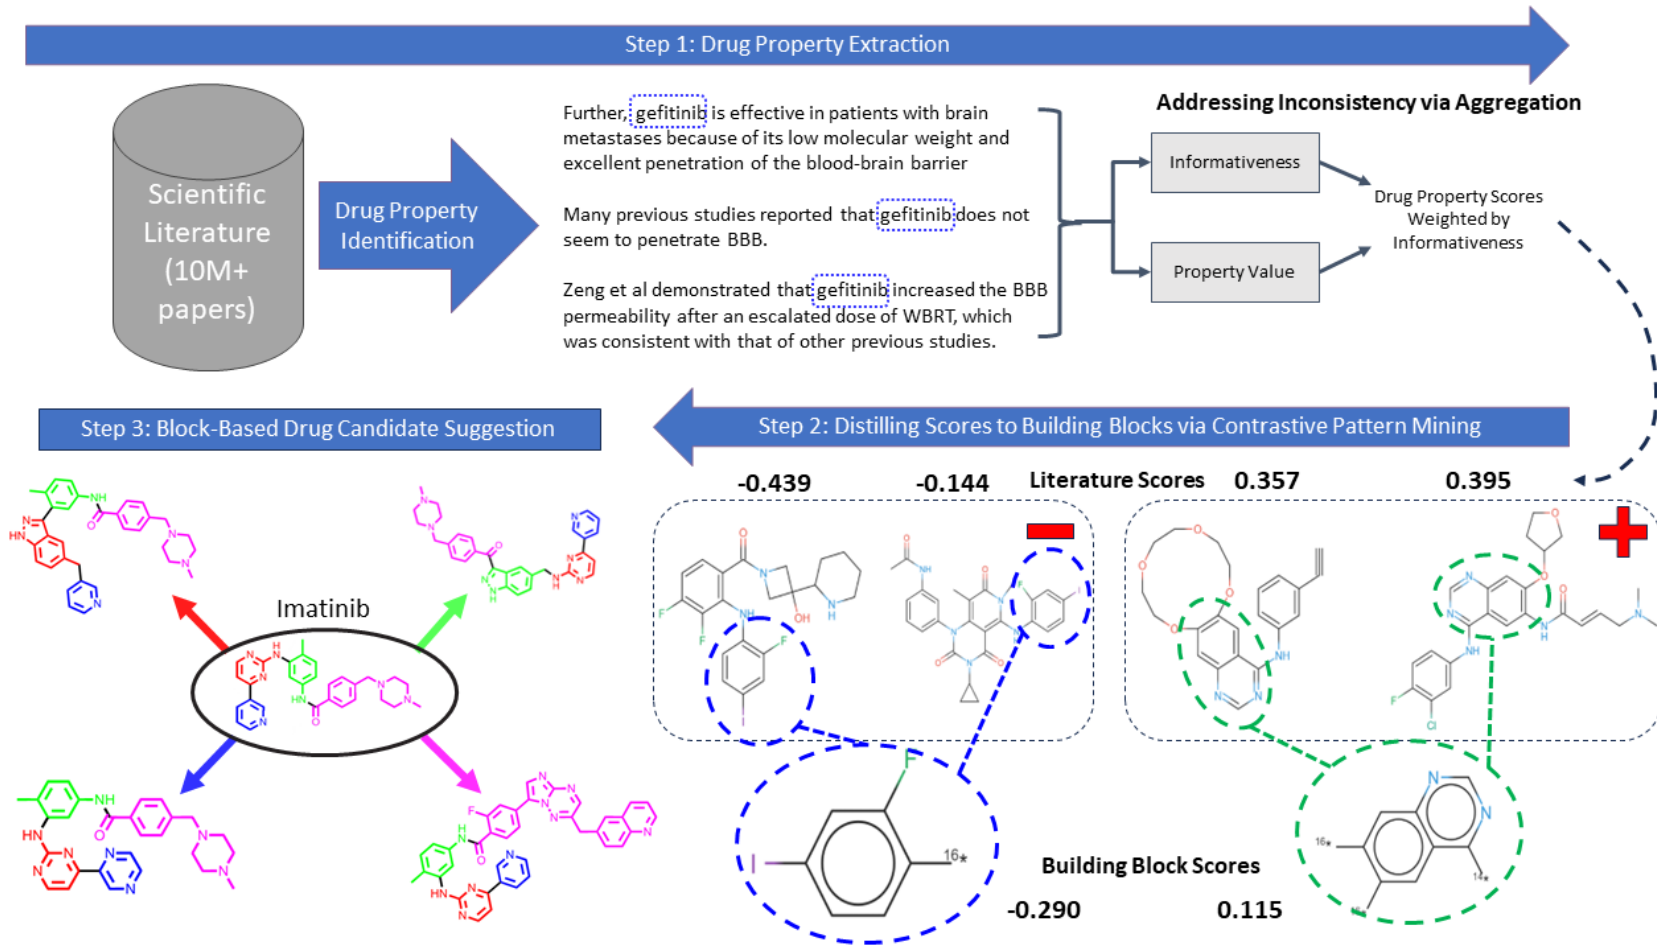 Step 1: Drug Property Extraction
Scientific
Literature
(10M+
papers)
Drug Property
Identification
Further, gefitinib is effective in patients with brain
metastases because of its low molecular weight and
excellent penetration of the blood-brain barrier
Many previous studies reported that gefitinib does not
seem to penetrate BBB.
Zeng et al demonstrated that gefitinib increased the BBB
permeability after an escalated dose of WBRT, which
was consistent with that of other previous studies.
Addressing Inconsistency via Aggregation
Informativeness
Property Value
Drug Property Scores
Weighted by
Informativeness
Step 3: Block-Based Drug Candidate Suggestion
Imatinib
Step 2: Distilling Scores to Building Blocks via Contrastive Pattern Mining
-0.439
-0.144
Literature Scores
0.357
0.395
Building Block Scores
-0.290
0.115
F
I
16*
N
N
16*
14*